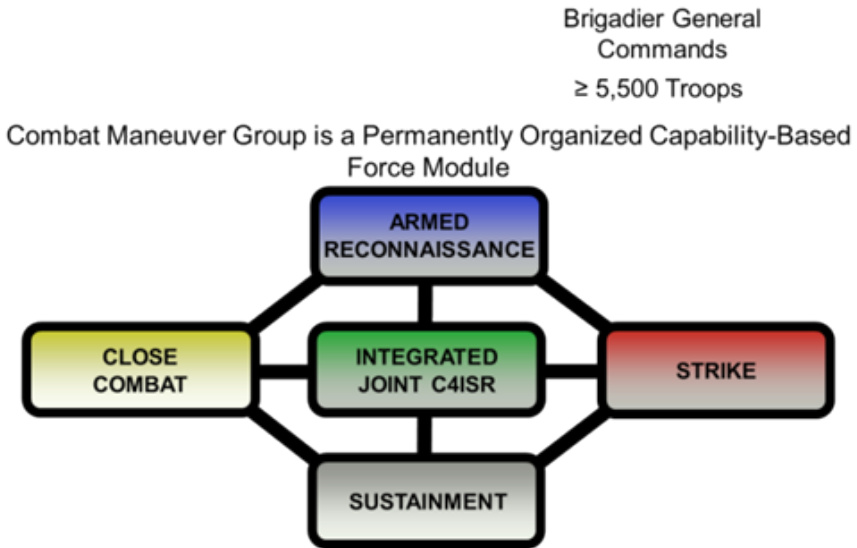 Brigadier General
Commands
≥ 5,500 Troops
Combat Maneuver Group is a Permanently Organized Capability-Based
Force Module
ARMED
RECONNAISSANCE
CLOSE
COMBAT
INTEGRATED
JOINT C4ISR
STRIKE
SUSTAINMENT